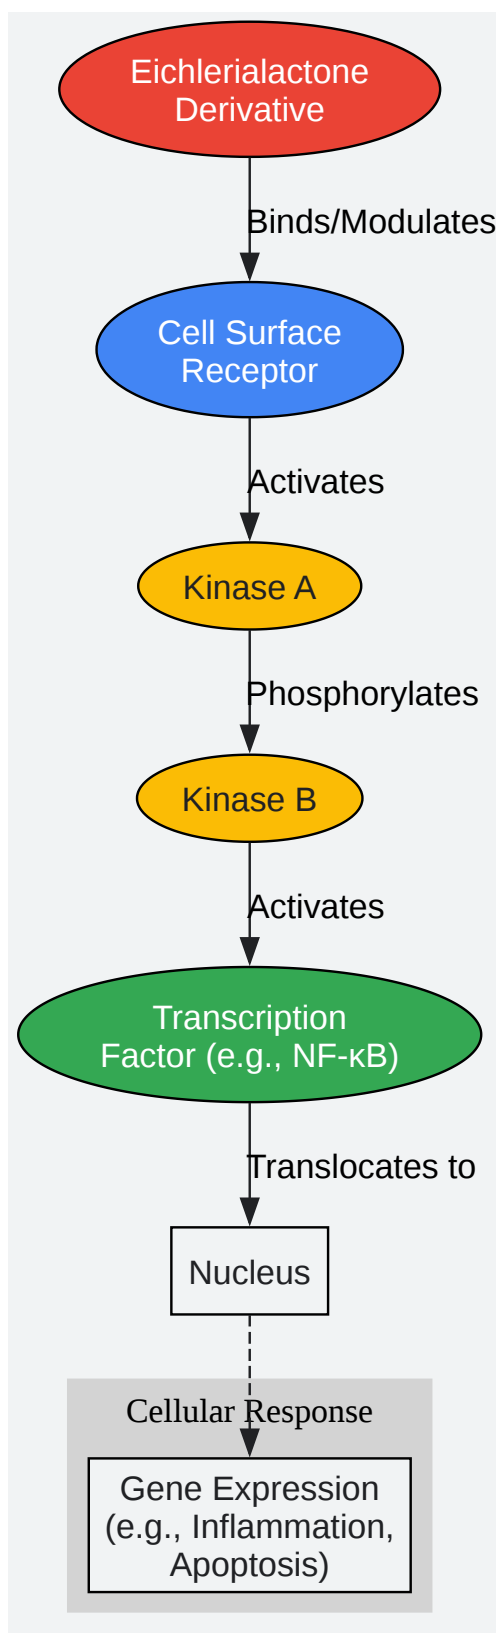 Eichlerialactone
Derivative
Binds/Modulates
Cell Surface
Receptor
Activates
Kinase A
Phosphorylates
Kinase B
Activates
Transcription
Factor (e.g., NF-κB)
Translocates to
Nucleus
Cellular Response
Gene Expression
(e.g., Inflammation,
Apoptosis)